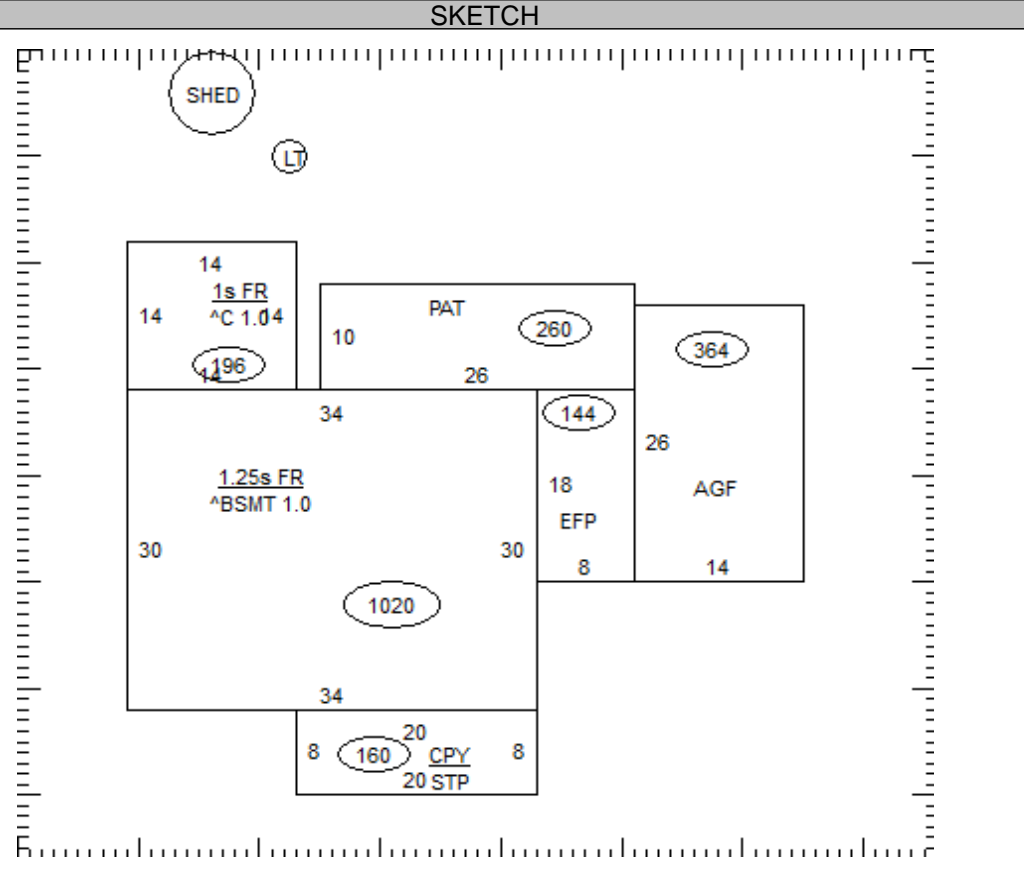 SKETCH
SHED
LT
14
1s FR
14 ^C 1.0 14
196
14
PAT
260
10
26
364
34
144
26
1.25s FR
^BSMT 1.0
18
AGF
EFP
30
30
8
14
1020
34
20
8
160
CPY
8
20 STP